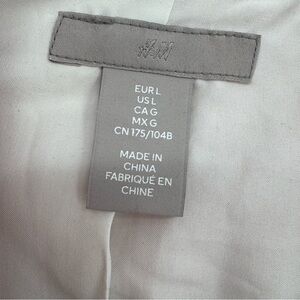 H&M
EUR L
US L
CA G
MX G
CN 175/104B
MADE IN
CHINA
FABRIQUÉ EN
CHINE